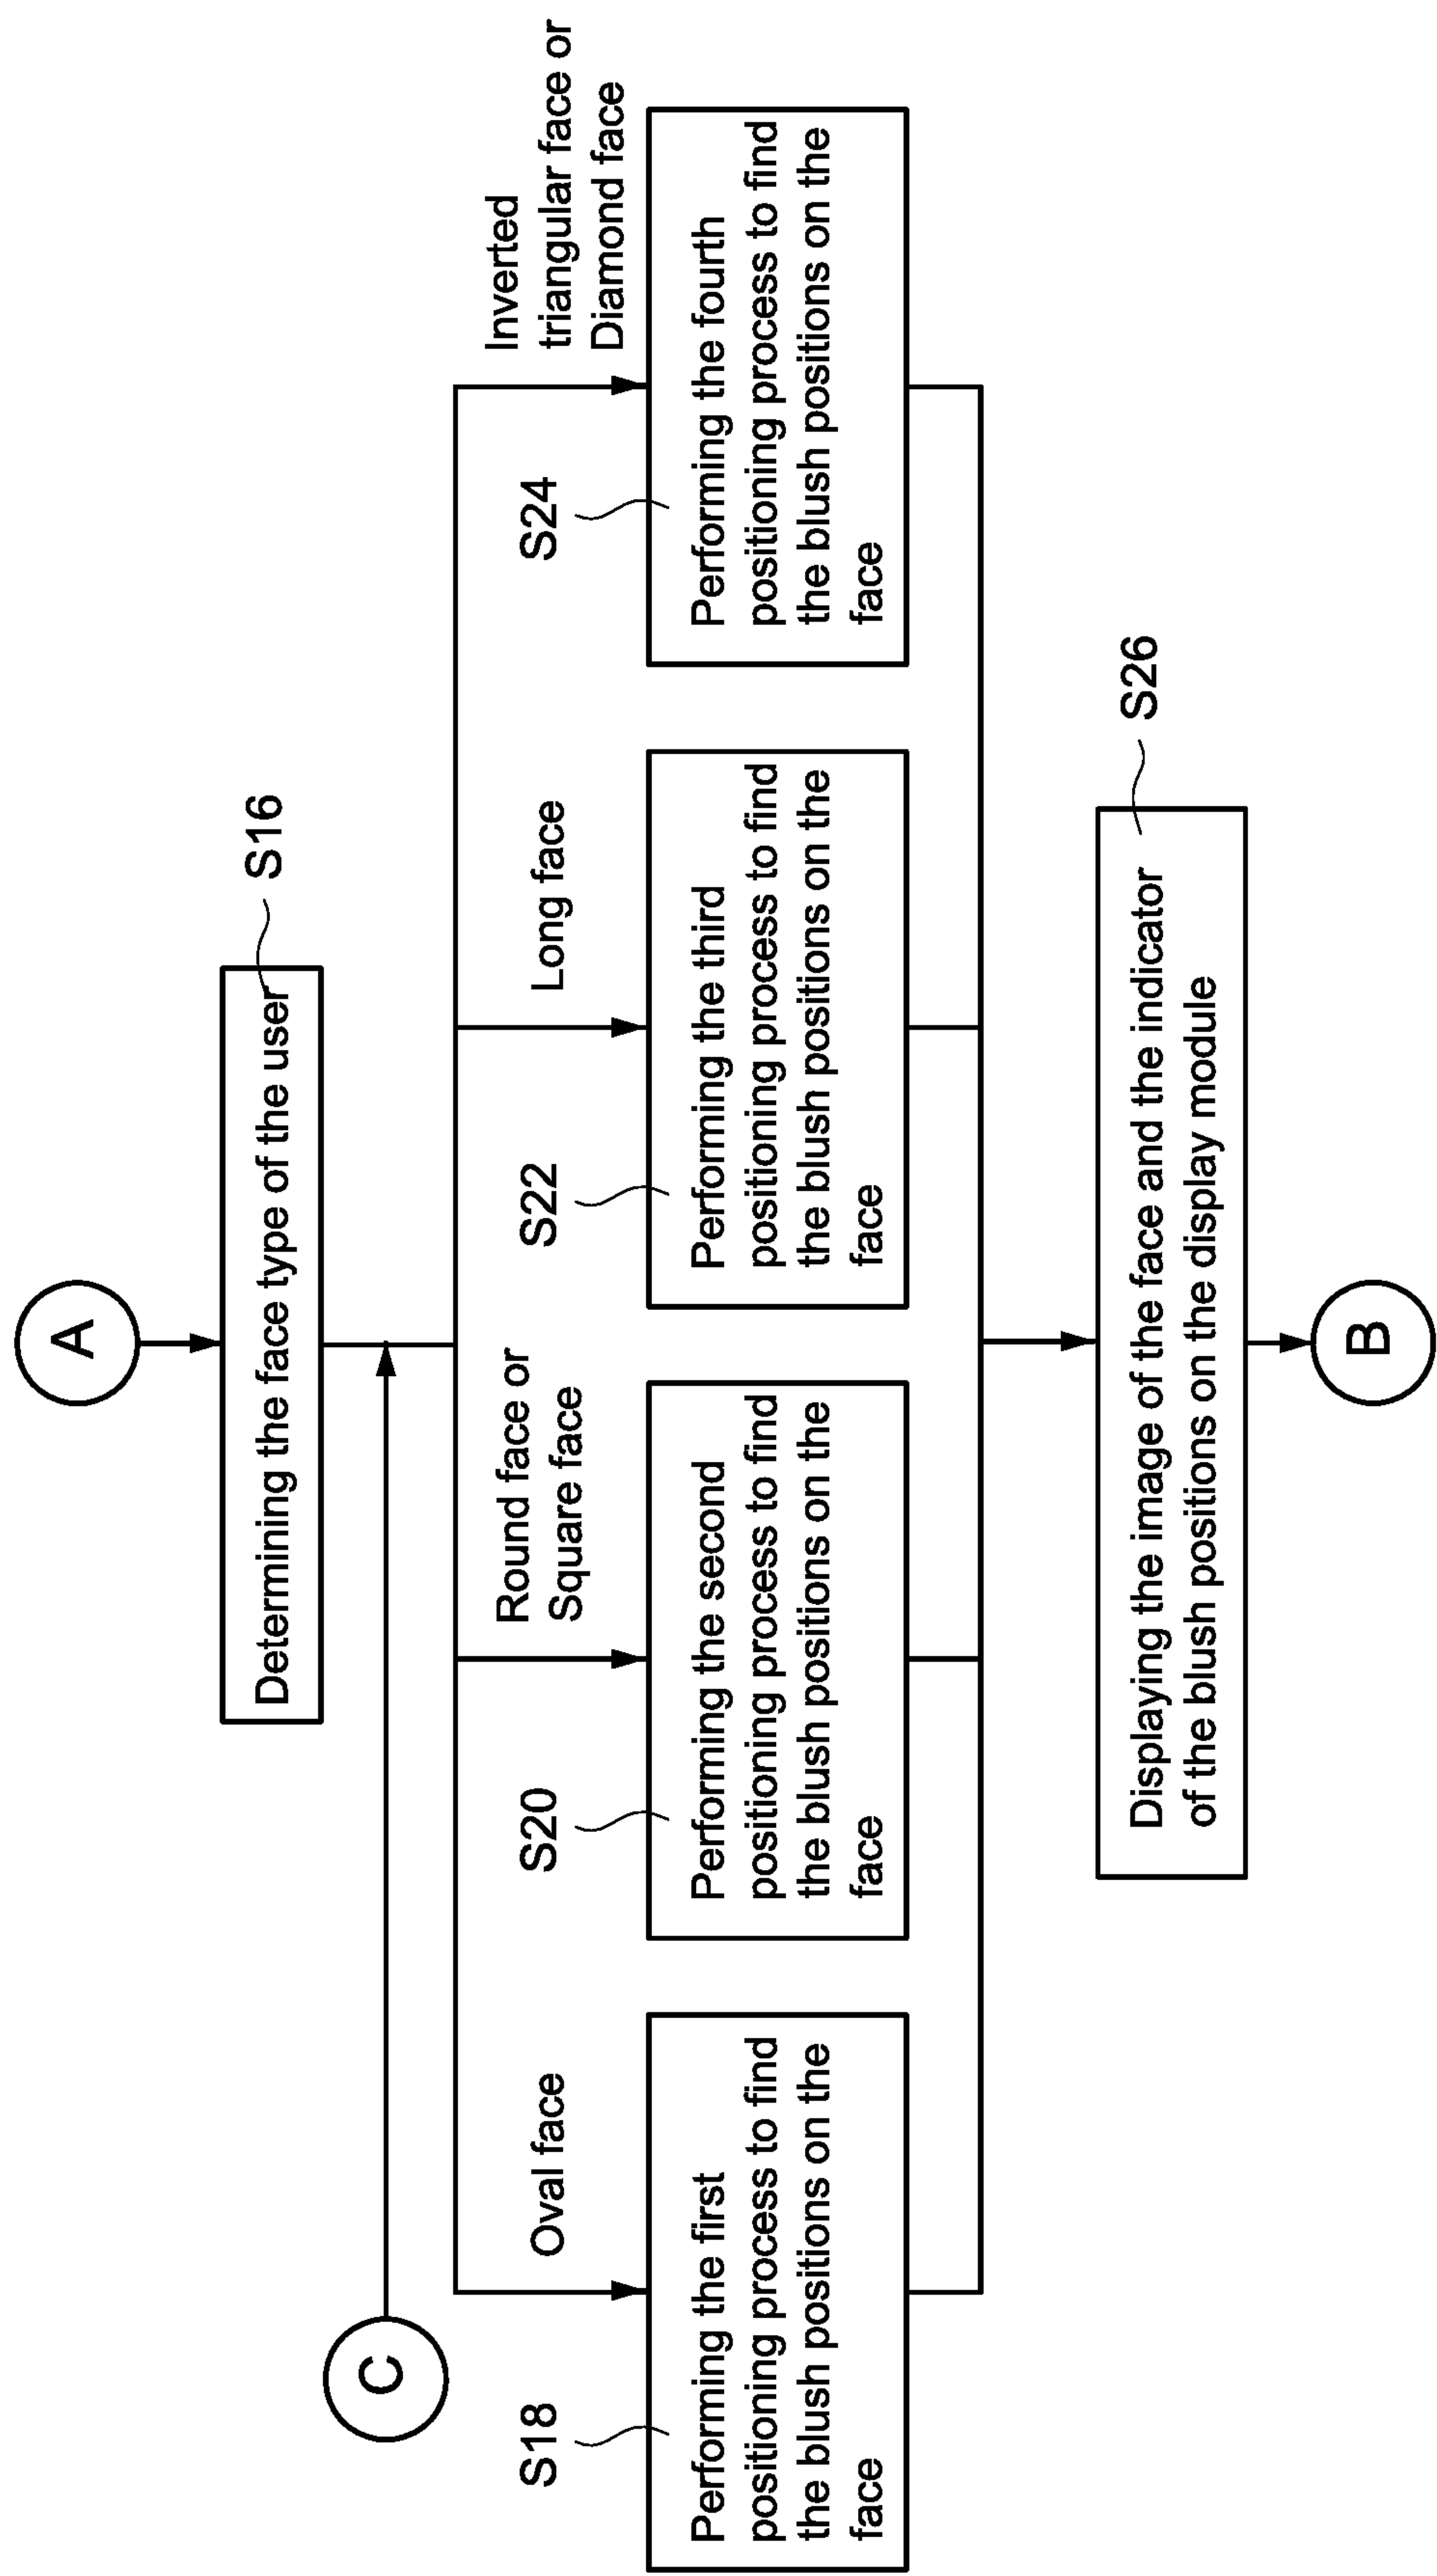 A
Determining the face type of the user
S16
C
Oval face
Round face or
Square face
Long face
Inverted
triangular face or
Diamond face
S18
Performing the first
positioning process to find
the blush positions on the
face
S20
Performing the second
positioning process to find
the blush positions on the
face
S22
Performing the third
positioning process to find
the blush positions on the
face
S24
Performing the fourth
positioning process to find
the blush positions on the
face
Displaying the image of the face and the indicator
of the blush positions on the display module
S26
B